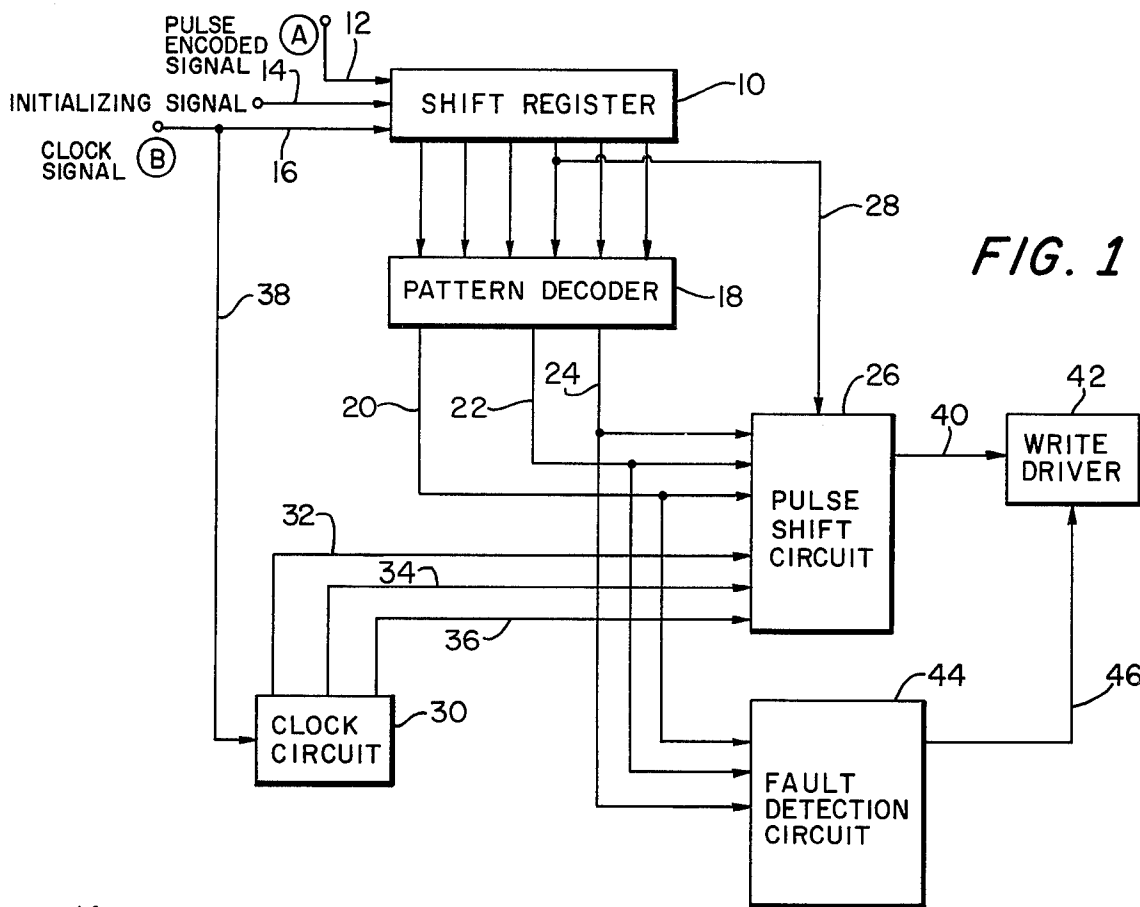 PULSE
ENCODED
SIGNAL
A
12
14
INITIALIZING SIGNAL
SHIFT REGISTER
10
CLOCK
SIGNAL
B
16
28
FIG. 1
PATTERN DECODER
18
38
20
22
24
26
42
40
WRITE
DRIVER
PULSE
SHIFT
CIRCUIT
32
34
36
44
46
CLOCK
CIRCUIT
30
FAULT
DETECTION
CIRCUIT